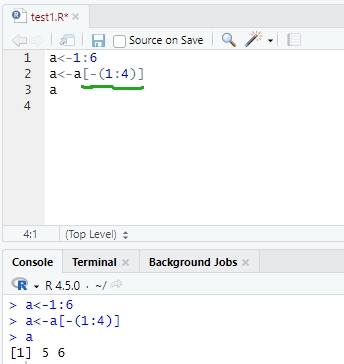 test1.R* ×
Source on Save
1 a<-1:6
2 a<-a[-(1:4)]
3 a
4
4:1 (Top Level)
Console Terminal × Background Jobs ×
R R 4.5.0 · ~/
> a<-1:6
> a<-a[-(1:4)]
> a
[1] 5 6